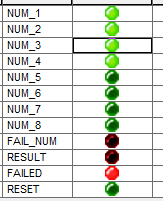 NUM_1
NUM_2
NUM_3
NUM_4
NUM_5
NUM_6
NUM_7
NUM_8
FAIL_NUM
RESULT
FAILED
RESET